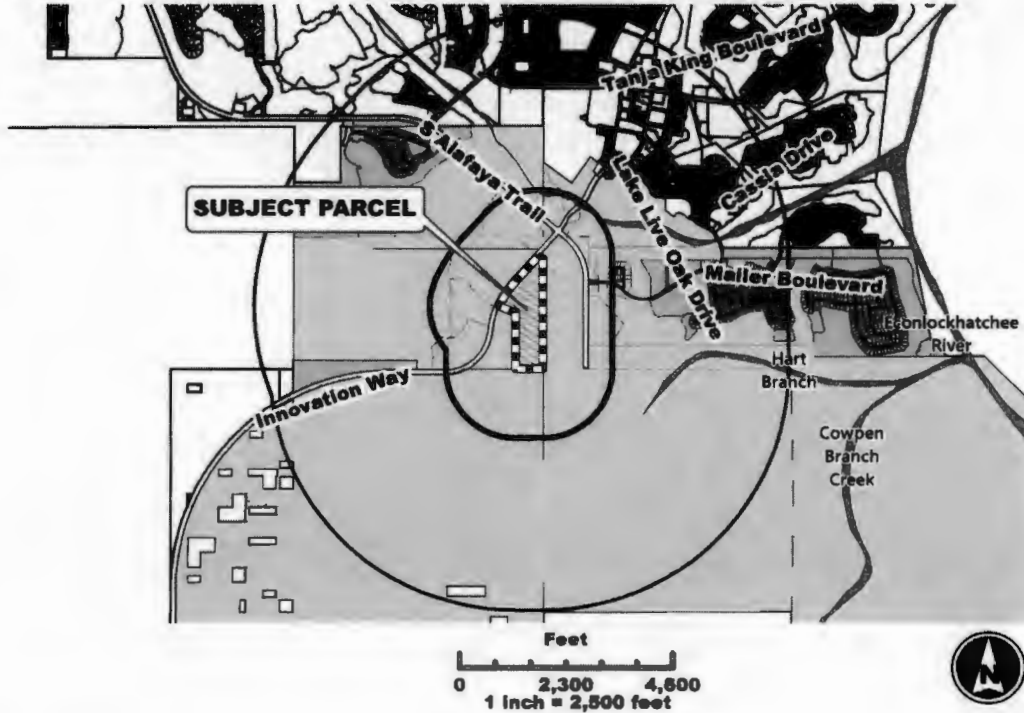 Tanja King Boulevard
S Alafaya Trail
Cassia Drive
SUBJECT PARCEL
Lake Live Oak Drive
Mailer Boulevard
Econlockhatchee
River
Hart
Branch
Innovation Way
Cowpen
Branch
Creek
Feet
0 2,300 4,600
1 inch = 2,500 feet
N